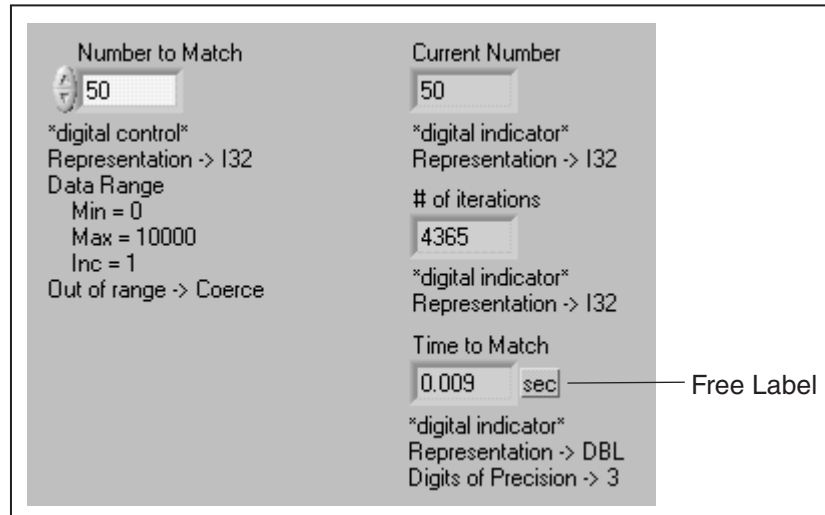 Number to Match
50
*digital control*
Representation -> I32
Data Range
Min = 0
Max = 10000
Inc = 1
Out of range -> Coerce
Current Number
50
*digital indicator*
Representation -> I32
# of iterations
4365
*digital indicator*
Representation -> I32
Time to Match
0.009 sec
Free Label
*digital indicator*
Representation -> DBL
Digits of Precision -> 3